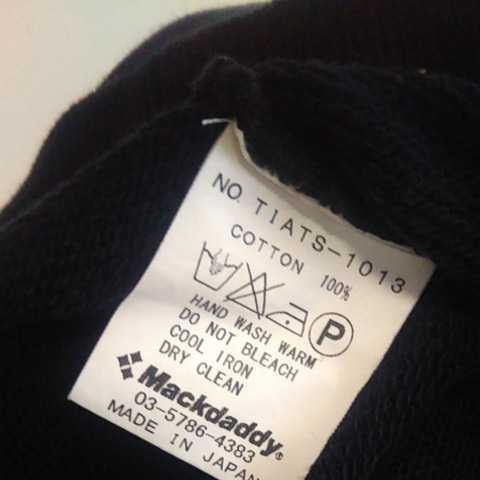 NO. TIATS-1013
COTTON 100%
P
HAND WASH WARM
DO NOT BLEACH
COOL IRON
DRY CLEAN
Mackdaddy®
03-5786-4383
MADE IN JAPAN